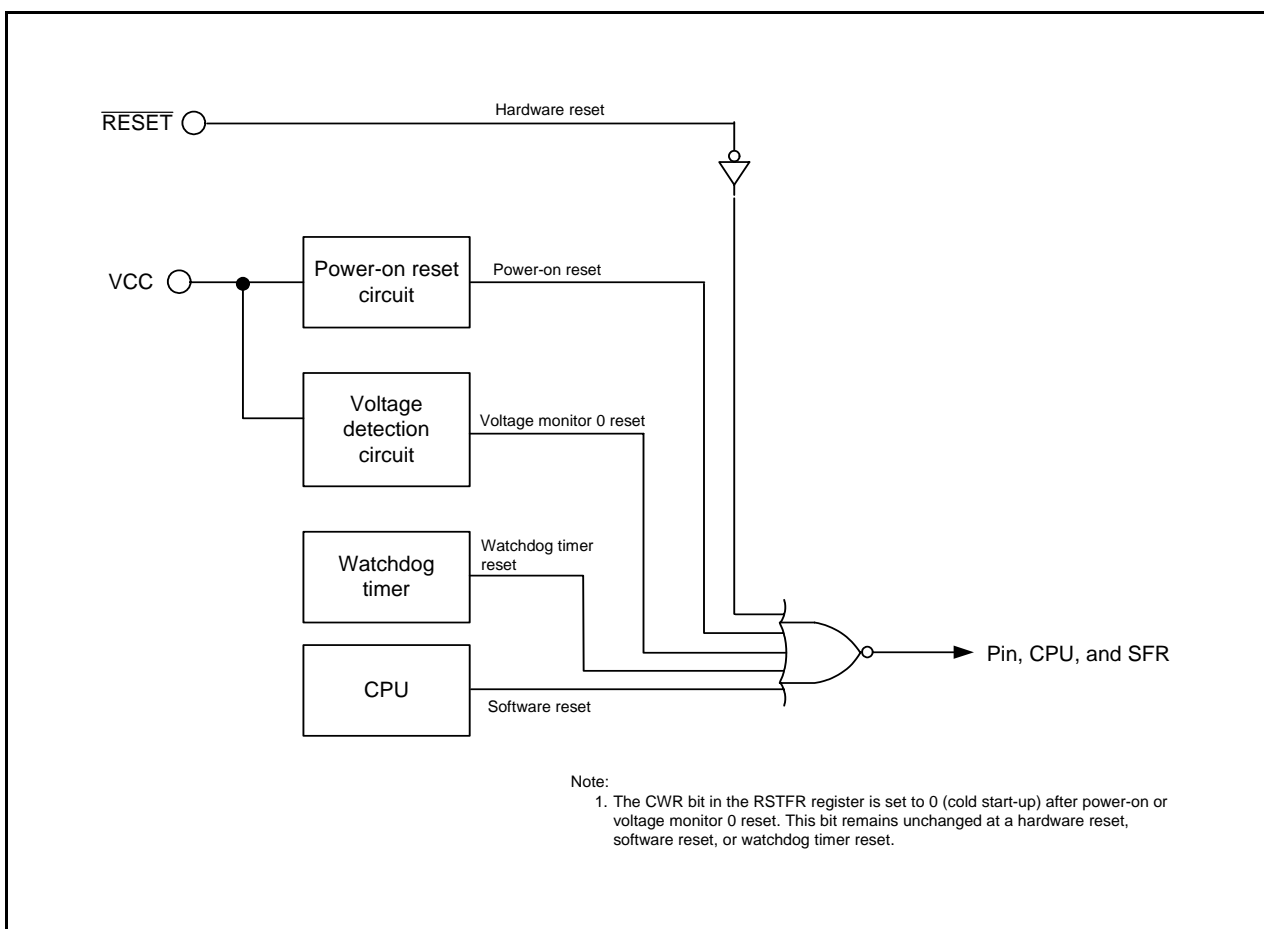 Hardware reset
RESET
Power-on reset
circuit
Power-on reset
VCC
Voltage
detection
circuit
Voltage monitor 0 reset
Watchdog
timer
Watchdog timer
reset
CPU
Software reset
Pin, CPU, and SFR
Note:
1. The CWR bit in the RSTFR register is set to 0 (cold start-up) after power-on or
voltage monitor 0 reset. This bit remains unchanged at a hardware reset,
software reset, or watchdog timer reset.